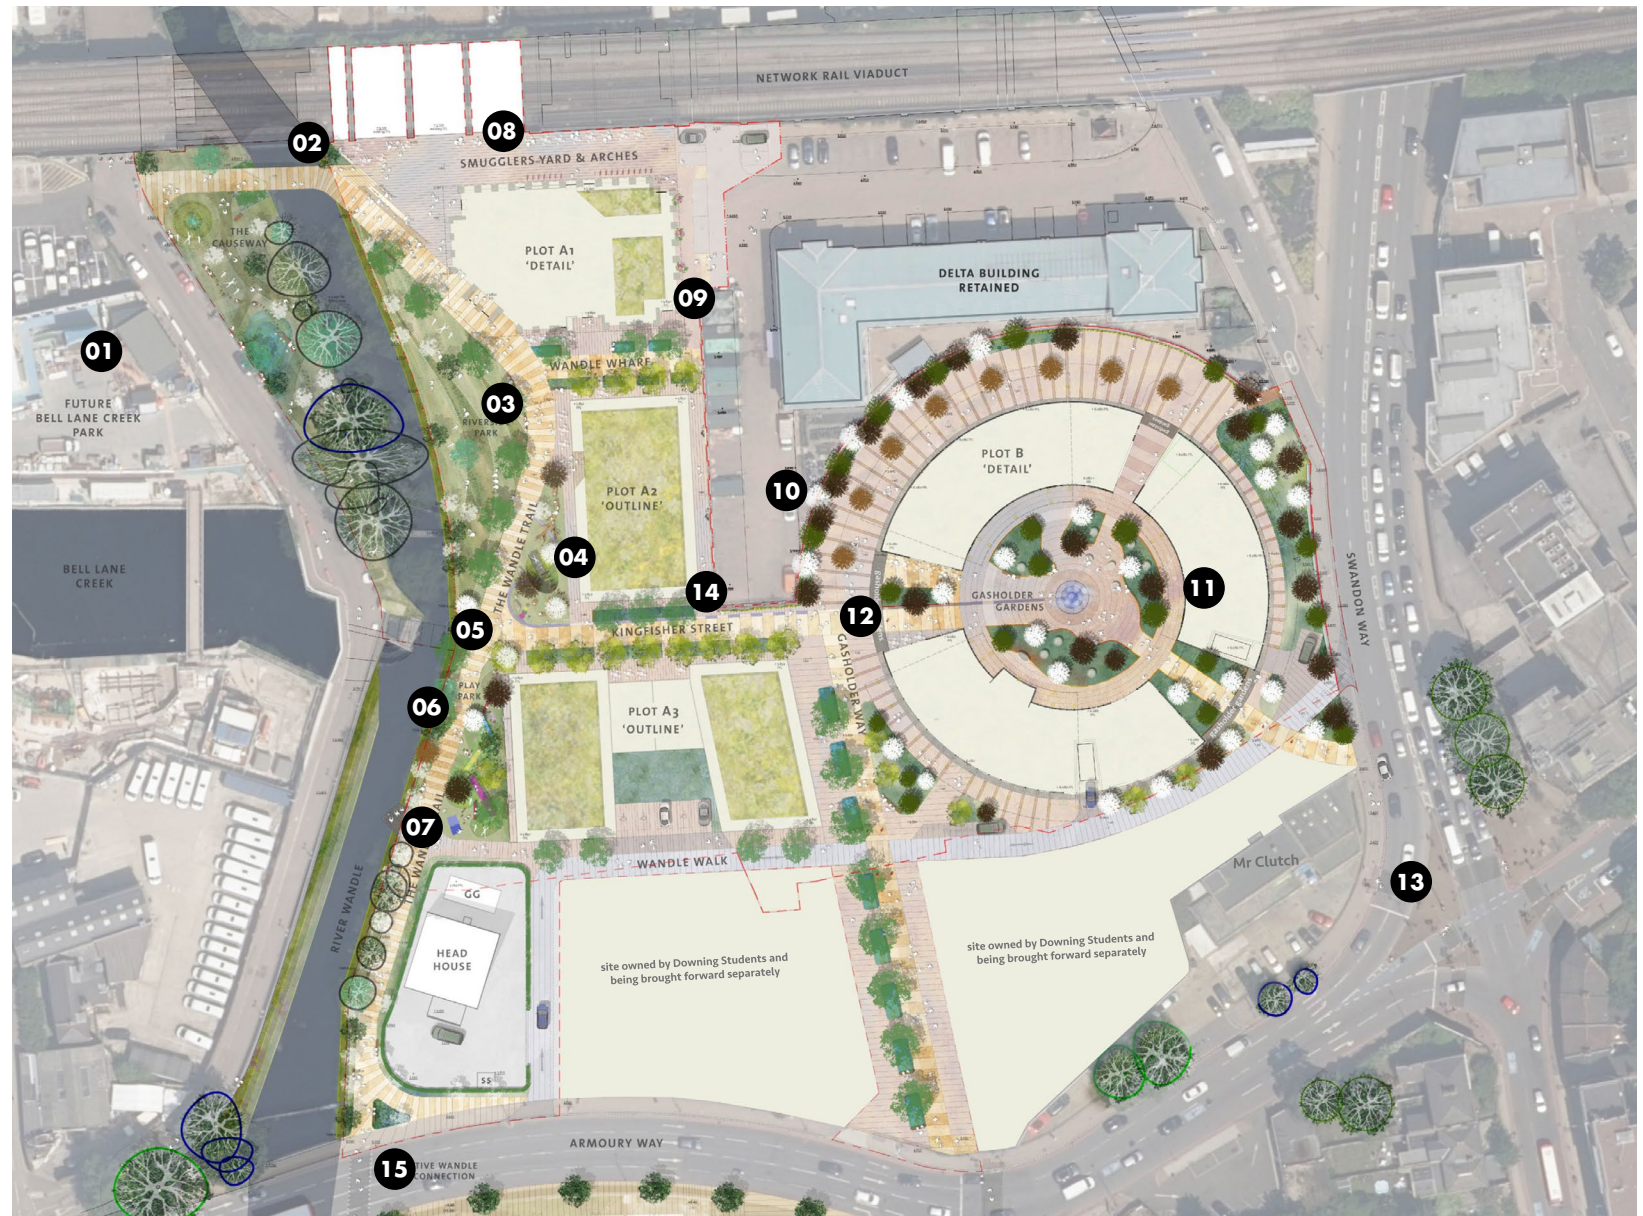 NETWORK RAIL VIADUCT
02
08
SMUGGLERS YARD & ARCHES
THE
CAUSEWAY
PLOT A1
'DETAIL'
DELTA BUILDING
RETAINED
09
01
WANDLE WHARF
FUTURE
BELL LANE CREEK
PARK
03
PARK
PLOT B
'DETAIL'
10
PLOT A2
'OUTLINE'
THE WANDLE TRAIL
04
BELL LANE
CREEK
14
11
GASHOLDER
GARDENS
12
SWANDON WAY
05
KINGFISHER STREET
GASHOLDER WAY
PLAY
PARK
06
PLOT A3
'OUTLINE'
07
WANDLE WALK
Mr Clutch
13
RIVER WANDLE
GG
HEAD
HOUSE
site owned by Downing Students and
being brought forward separately
site owned by Downing Students and
being brought forward separately
SS
ARMOURY WAY
15
WANDLE
CONNECTION